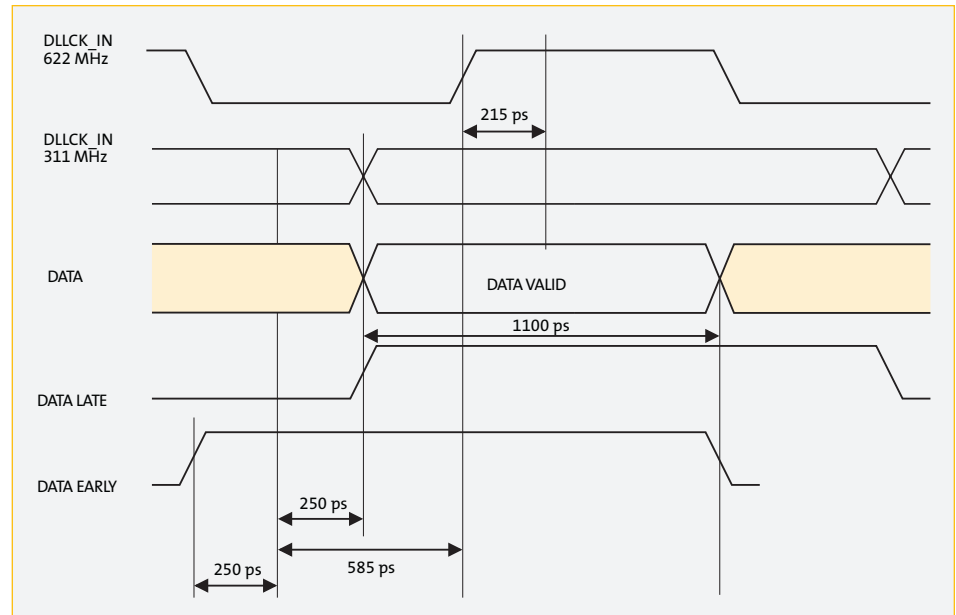 DLLCK_IN
622 MHz
215 ps
DLLCK_IN
311 MHz
DATA
DATA VALID
1100 ps
DATA LATE
DATA EARLY
250 ps
585 ps
250 ps